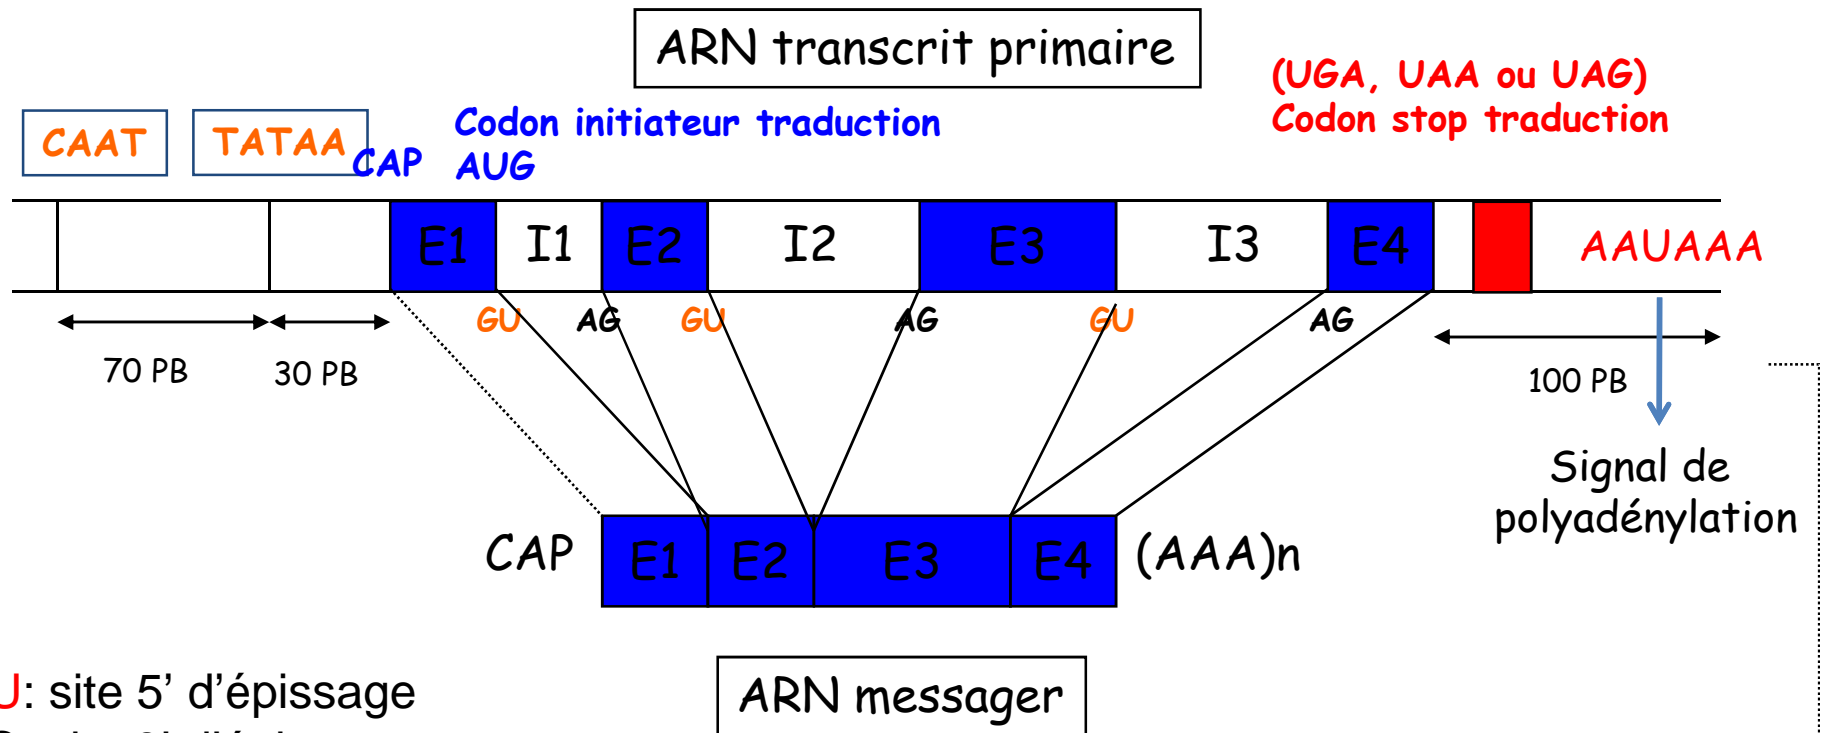 ARN transcrit primaire
(UGA, UAA ou UAG)
Codon stop traduction
CAAT
TATAA
CAP
Codon initiateur traduction
AUG
E1 I1 E2 I2 E3 I3 E4 AAUAAA
GU AG GU AG GU AG
70 PB
30 PB
100 PB
Signal de
polyadénylation
CAP E1 E2 E3 E4 (AAA)n
U: site 5’ d’épissage
ARN messager